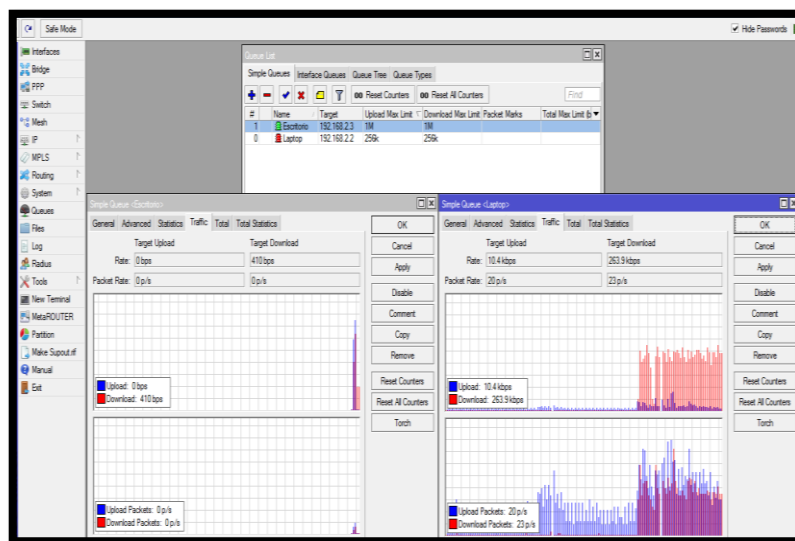 Safe Mode
Hide Passwords
Interfaces
Bridge
PPP
Switch
Mesh
IP
MPLS
Routing
System
Queues
Files
Log
Radius
Tools
New Terminal
MetaROUTER
Partition
Make Supout.rif
Manual
Exit
Queue List
Simple Queues Interface Queues Queue Tree Queue Types
00 Reset Counters 00 Reset All Counters Find
# Name Target Upload Max Limit Download Max Limit Packet Marks Total Max Limit (b
1 Escritorio 192.168.2.3 1M 1M
0 Laptop 192.168.2.2 256k 256k
Simple Queue <Escritorio>
General Advanced Statistics Traffic Total Total Statistics
Target Upload Target Download
Rate: 0 bps 410 bps
Packet Rate: 0 p/s 0 p/s
Upload: 0 bps
Download: 410 bps
Upload Packets: 0 p/s
Download Packets: 0 p/s
OK
Cancel
Apply
Disable
Comment
Copy
Remove
Reset Counters
Reset All Counters
Torch
Simple Queue <Laptop>
General Advanced Statistics Traffic Total Total Statistics
Target Upload Target Download
Rate: 10.4 kbps 263.9 kbps
Packet Rate: 20 p/s 23 p/s
Upload: 10.4 kbps
Download: 263.9 kbps
Upload Packets: 20 p/s
Download Packets: 23 p/s
OK
Cancel
Apply
Disable
Comment
Copy
Remove
Reset Counters
Reset All Counters
Torch